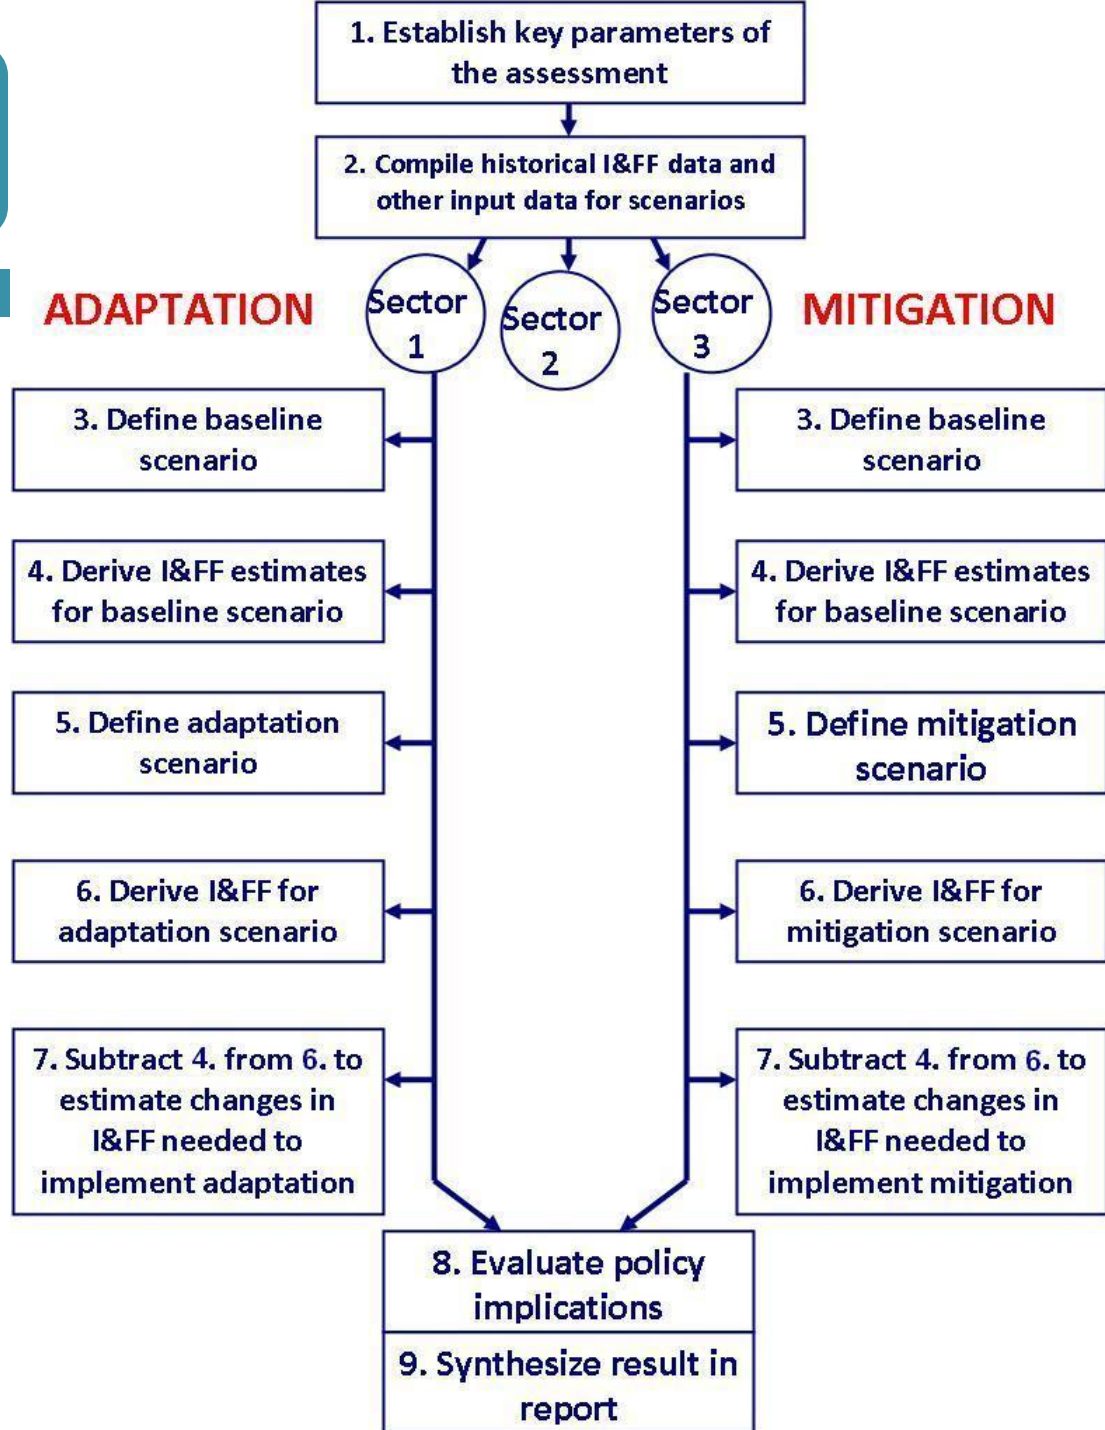 1. Establish key parameters of
the assessment
2. Compile historical I&FF data and
other input data for scenarios
ADAPTATION
Sector
1
Sector
2
Sector
3
MITIGATION
3. Define baseline
scenario
4. Derive I&FF estimates
for baseline scenario
5. Define adaptation
scenario
6. Derive I&FF for
adaptation scenario
7. Subtract 4. from 6. to
estimate changes in
I&FF needed to
implement adaptation
3. Define baseline
scenario
4. Derive I&FF estimates
for baseline scenario
5. Define mitigation
scenario
6. Derive I&FF for
mitigation scenario
7. Subtract 4. from 6. to
estimate changes in
I&FF needed to
implement mitigation
8. Evaluate policy
implications
9. Synthesize result in
report